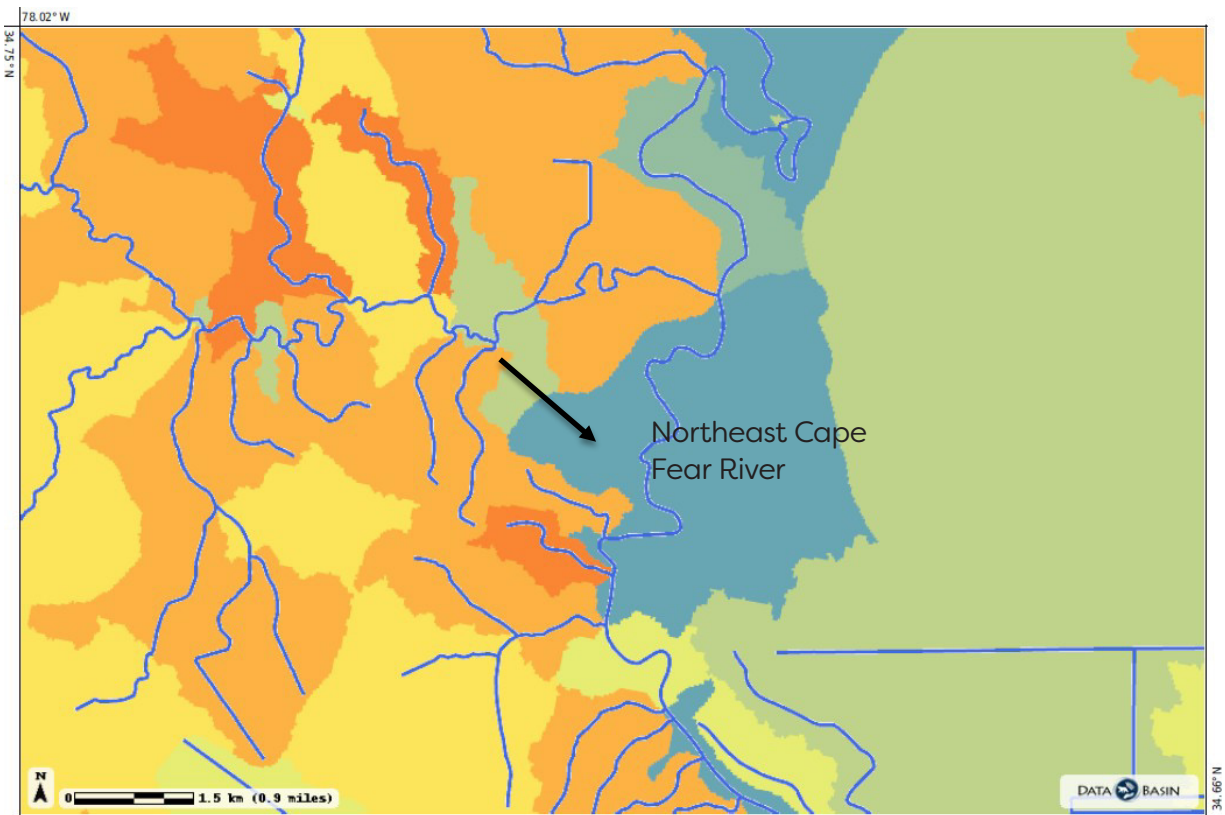 78.02°W
34.75°N
Northeast Cape
Fear River
N
0 1.5 km (0.9 miles)
DATA BASIN
34.66°N